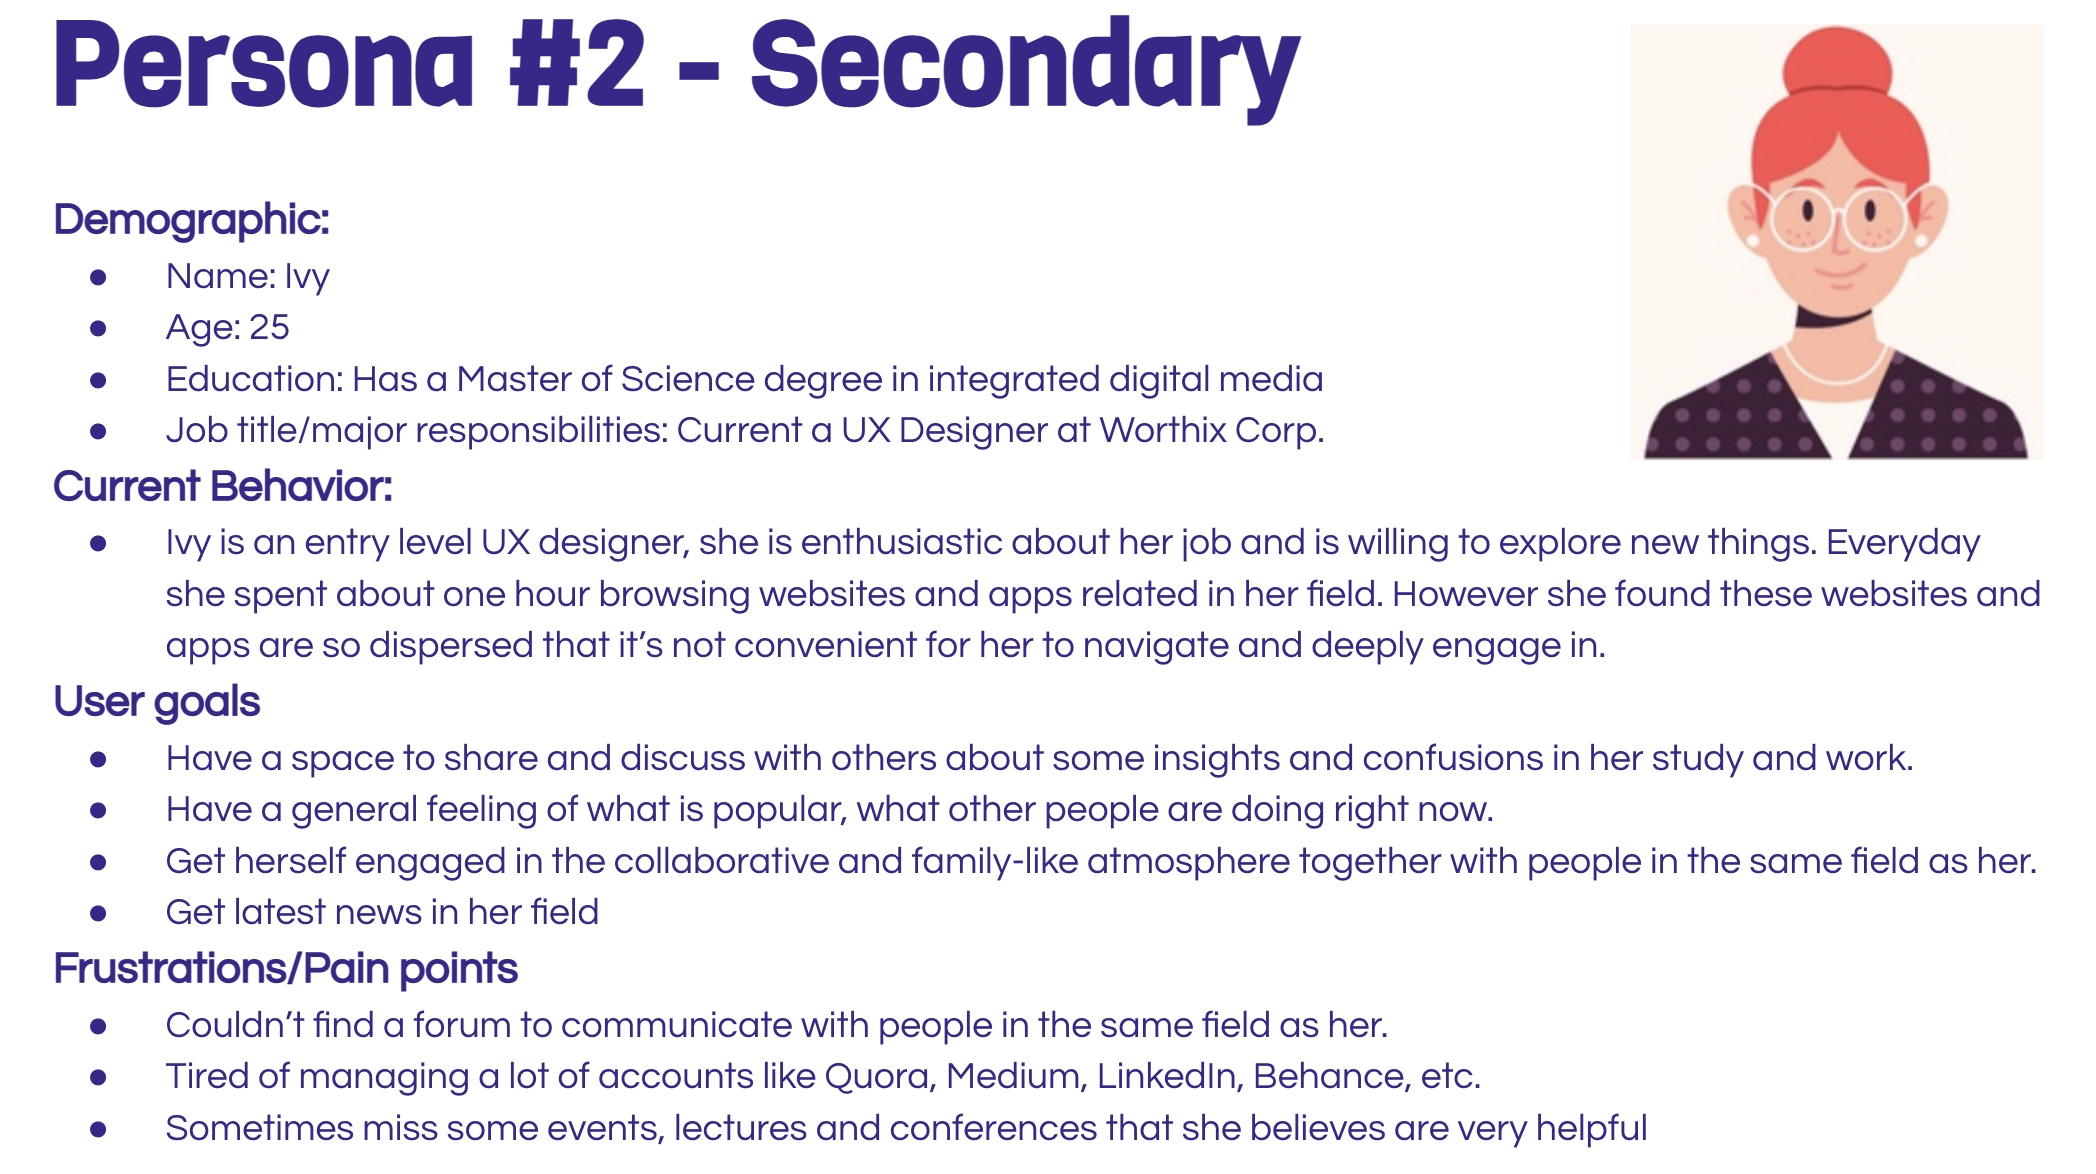 Persona #2 - Secondary
Demographic:
● Name: Ivy
● Age: 25
● Education: Has a Master of Science degree in integrated digital media
● Job title/major responsibilities: Current a UX Designer at Worthix Corp.
Current Behavior:
● Ivy is an entry level UX designer, she is enthusiastic about her job and is willing to explore new things. Everyday
she spent about one hour browsing websites and apps related in her field. However she found these websites and
apps are so dispersed that it’s not convenient for her to navigate and deeply engage in.
User goals
● Have a space to share and discuss with others about some insights and confusions in her study and work.
● Have a general feeling of what is popular, what other people are doing right now.
● Get herself engaged in the collaborative and family-like atmosphere together with people in the same field as her.
● Get latest news in her field
Frustrations/Pain points
● Couldn’t find a forum to communicate with people in the same field as her.
● Tired of managing a lot of accounts like Quora, Medium, LinkedIn, Behance, etc.
● Sometimes miss some events, lectures and conferences that she believes are very helpful